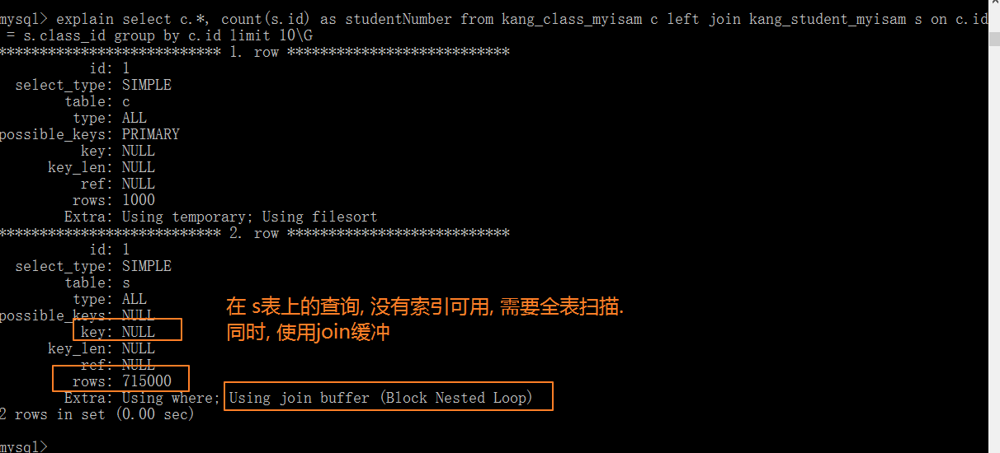 mysql> explain select c.*, count(s.id) as studentNumber from kang_class_myisam c left join kang_student_myisam s on c.id
 = s.class_id group by c.id limit 10\G
*************************** 1. row ***************************
id: 1
select_type: SIMPLE
table: c
type: ALL
possible_keys: PRIMARY
key: NULL
key_len: NULL
ref: NULL
rows: 1000
Extra: Using temporary; Using filesort
*************************** 2. row ***************************
id: 1
select_type: SIMPLE
table: s
type: ALL
possible_keys: NULL
key: NULL
key_len: NULL
ref: NULL
rows: 715000
Extra: Using where; Using join buffer (Block Nested Loop)
2 rows in set (0.00 sec)
mysql>
在 s表上的查询, 没有索引可用, 需要全表扫描.
同时, 使用join缓冲